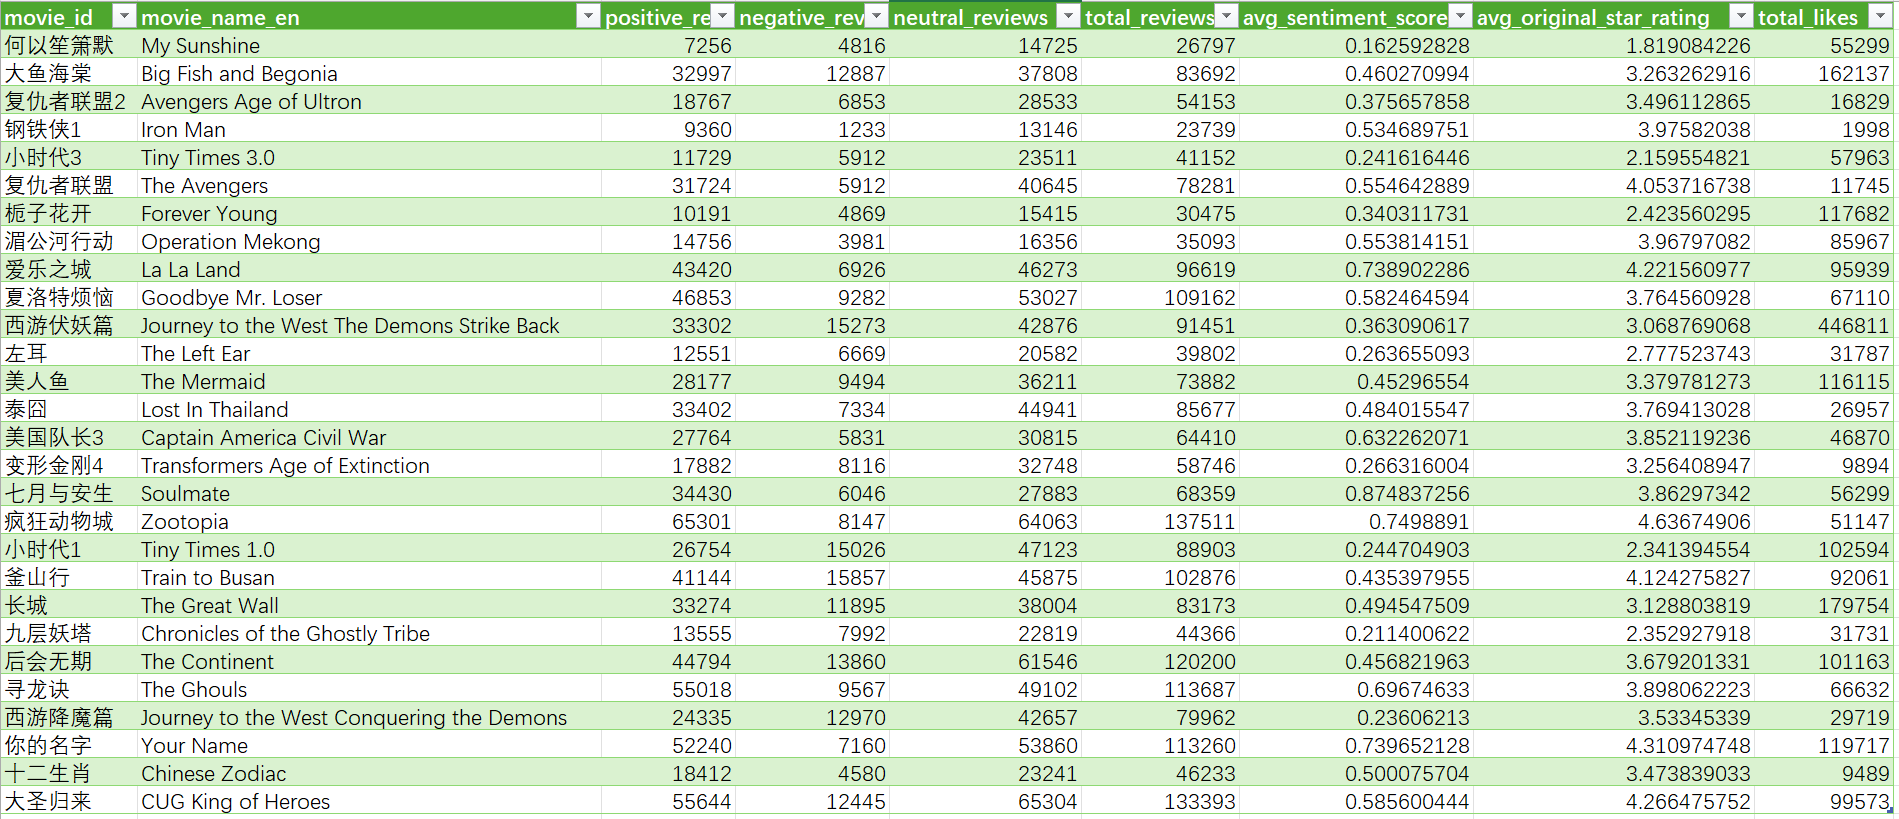 movie_id movie_name_en positive_re negative_rev neutral_reviews total_reviews avg_sentiment_score avg_original_star_rating total_likes
何以笙箫默 My Sunshine 7256 4816 14725 26797 0.162592828 1.819084226 55299
大鱼海棠 Big Fish and Begonia 32997 12887 37808 83692 0.460270994 3.263262916 162137
复仇者联盟2 Avengers Age of Ultron 18767 6853 28533 54153 0.375657858 3.496112865 16829
钢铁侠1 Iron Man 9360 1233 13146 23739 0.534689751 3.97582038 1998
小时代3 Tiny Times 3.0 11729 5912 23511 41152 0.241616446 2.159554821 57963
复仇者联盟 The Avengers 31724 5912 40645 78281 0.554642889 4.053716738 11745
栀子花开 Forever Young 10191 4869 15415 30475 0.340311731 2.423560295 117682
湄公河行动 Operation Mekong 14756 3981 16356 35093 0.553814151 3.96797082 85967
爱乐之城 La La Land 43420 6926 46273 96619 0.738902286 4.221560977 95939
夏洛特烦恼 Goodbye Mr. Loser 46853 9282 53027 109162 0.582464594 3.764560928 67110
西游伏妖篇 Journey to the West The Demons Strike Back 33302 15273 42876 91451 0.363090617 3.068769068 446811
左耳 The Left Ear 12551 6669 20582 39802 0.263655093 2.777523743 31787
美人鱼 The Mermaid 28177 9494 36211 73882 0.45296554 3.379781273 116115
泰囧 Lost In Thailand 33402 7334 44941 85677 0.484015547 3.769413028 26957
美国队长3 Captain America Civil War 27764 5831 30815 64410 0.632262071 3.852119236 46870
变形金刚4 Transformers Age of Extinction 17882 8116 32748 58746 0.266316004 3.256408947 9894
七月与安生 Soulmate 34430 6046 27883 68359 0.874837256 3.86297342 56299
疯狂动物城 Zootopia 65301 8147 64063 137511 0.7498891 4.63674906 51147
小时代1 Tiny Times 1.0 26754 15026 47123 88903 0.244704903 2.341394554 102594
釜山行 Train to Busan 41144 15857 45875 102876 0.435397955 4.124275827 92061
长城 The Great Wall 33274 11895 38004 83173 0.494547509 3.128803819 179754
九层妖塔 Chronicles of the Ghostly Tribe 13555 7992 22819 44366 0.211400622 2.352927918 31731
后会无期 The Continent 44794 13860 61546 120200 0.456821963 3.679201331 101163
寻龙诀 The Ghouls 55018 9567 49102 113687 0.69674633 3.898062223 66632
西游降魔篇 Journey to the West Conquering the Demons 24335 12970 42657 79962 0.23606213 3.53345339 29719
你的名字 Your Name 52240 7160 53860 113260 0.739652128 4.310974748 119717
十二生肖 Chinese Zodiac 18412 4580 23241 46233 0.500075704 3.473839033 9489
大圣归来 CUG King of Heroes 55644 12445 65304 133393 0.585600444 4.266475752 99573